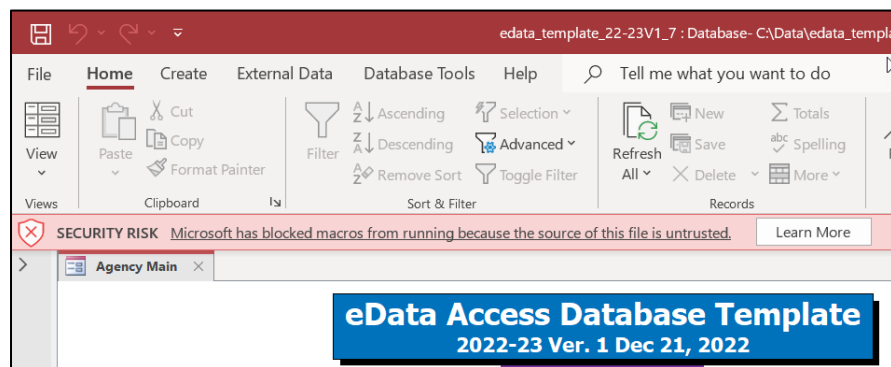 edata_template_22-23V1_7 : Database- C:\Data\edata_templa
File Home Create External Data Database Tools Help Tell me what you want to do
View
Views
Paste
Cut
Copy
Format Painter
Clipboard
Filter
Ascending
Descending
Remove Sort
Selection
Advanced
Toggle Filter
Sort & Filter
Refresh
All
New
Save
Delete
Totals
abc
Spelling
More
Records
SECURITY RISK Microsoft has blocked macros from running because the source of this file is untrusted. Learn More
Agency Main
eData Access Database Template
2022-23 Ver. 1 Dec 21, 2022